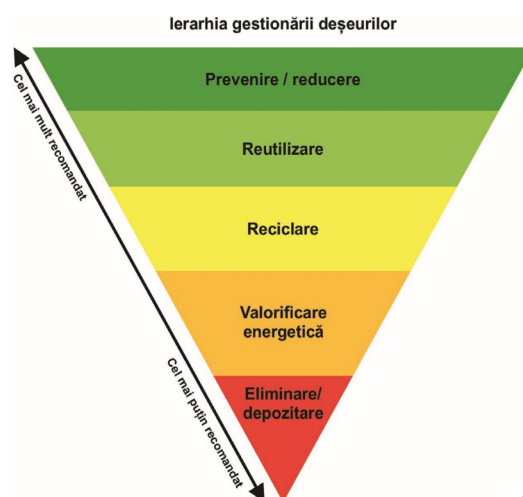 Ierarhia gestionării deșeurilor
Cel mai mult recomandat
Prevenire / reducere
Reutilizare
Reciclare
Valorificare
energetică
Cel mai puțin recomandat
Eliminare/
depozitare